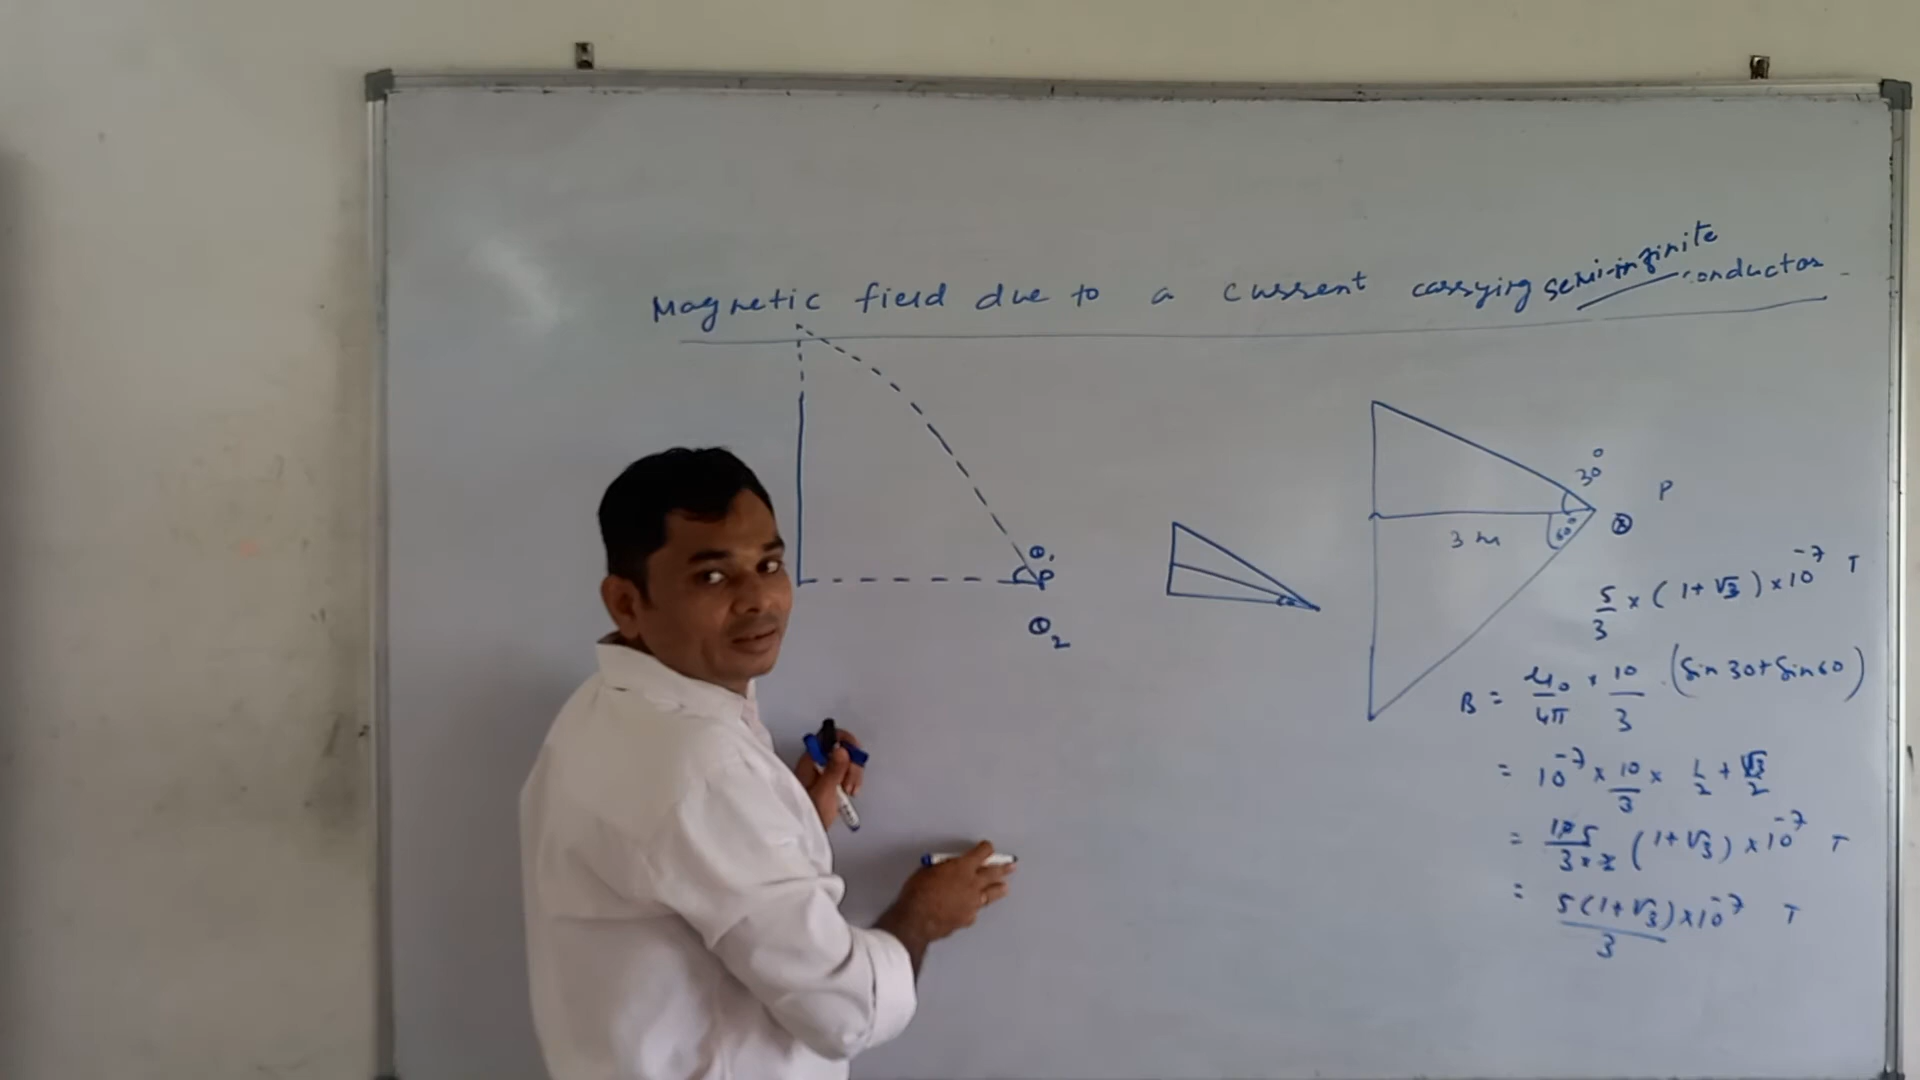 Magnetic field due to a current carrying semi-infinite conductor
θ1
P
θ2
30°
P
3 m
60°
⊗
5/3 × (1+√3) × 10^-7 T
B = μ0/4π × 10/3 (Sin 30 + Sin 60)
= 10^-7 × 10/3 × 1/2 + √3/2
= 10 5/3×2 (1+√3) × 10^-7 T
= 5(1+√3)/3 × 10^-7 T